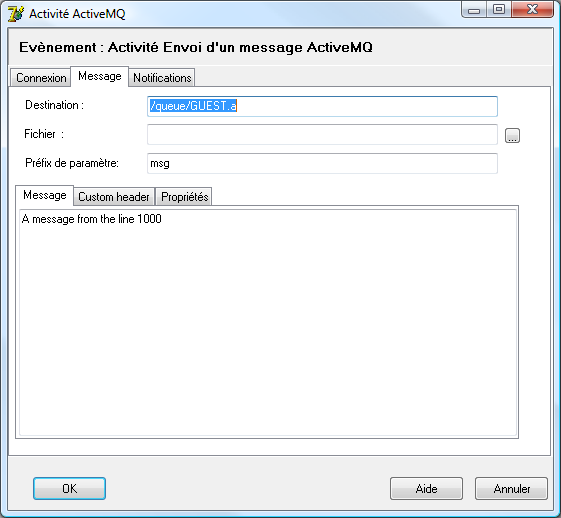 Activité ActiveMQ
Evènement : Activité Envoi d'un message ActiveMQ
Connexion Message Notifications
Destination : /queue/GUEST.a
Fichier : ...
Préfix de paramètre: msg
Message Custom header Propriétés
A message from the line 1000
OK Aide Annuler